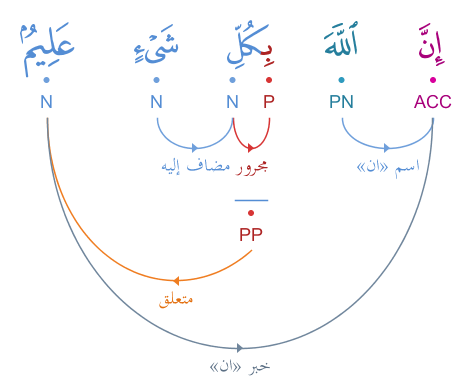 إِنَّ ٱللَّهَ بِكُلِّ شَىْءٍ عَلِيمٌۢ
ACC PN P N N N
اسم «ان»
مجرور
مضاف إليه
PP
متعلق
خبر «ان»